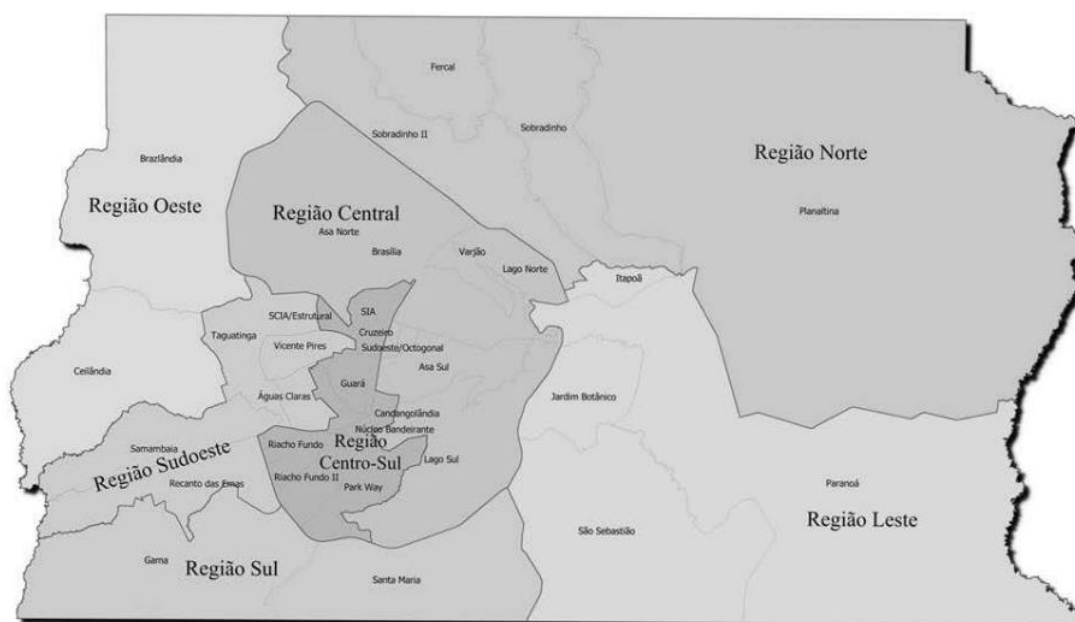 Fercal
Sobradinho II
Sobradinho
Região Norte
Brazlândia
Planaltina
Região Oeste
Região Central
Asa Norte
Brasília
Varjão
Lago Norte
Itapoã
SCIA/Estrutural
SIA
Taguatinga
Cruzeiro
Vicente Pires
Sudoeste/Octogonal
Asa Sul
Ceilândia
Guará
Águas Claras
Jardim Botânico
Candangolândia
Núcleo Bandeirante
Samambaia
Riacho Fundo
Região
Centro-Sul
Lago Sul
Região Sudoeste
Recanto das Emas
Riacho Fundo II
Park Way
Paranoá
Região Leste
São Sebastião
Gama
Região Sul
Santa Maria